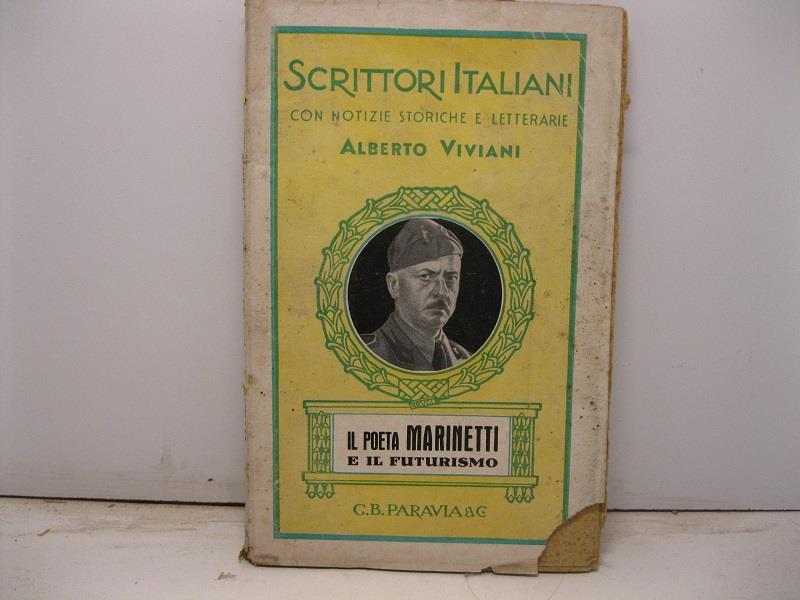 SCRITTORI ITALIANI
CON NOTIZIE STORICHE E LETTERARIE
ALBERTO VIVIANI
IL POETA MARINETTI
E IL FUTURISMO
C.B. PARAVIA & C